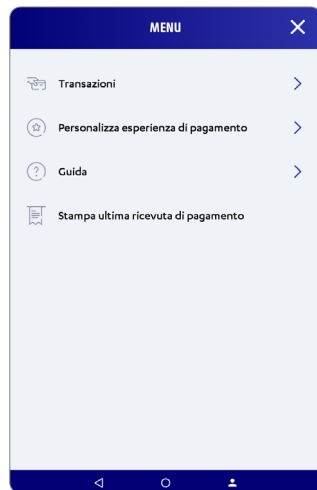 MENU
Transazioni
Personalizza esperienza di pagamento
Guida
Stampa ultima ricevuta di pagamento